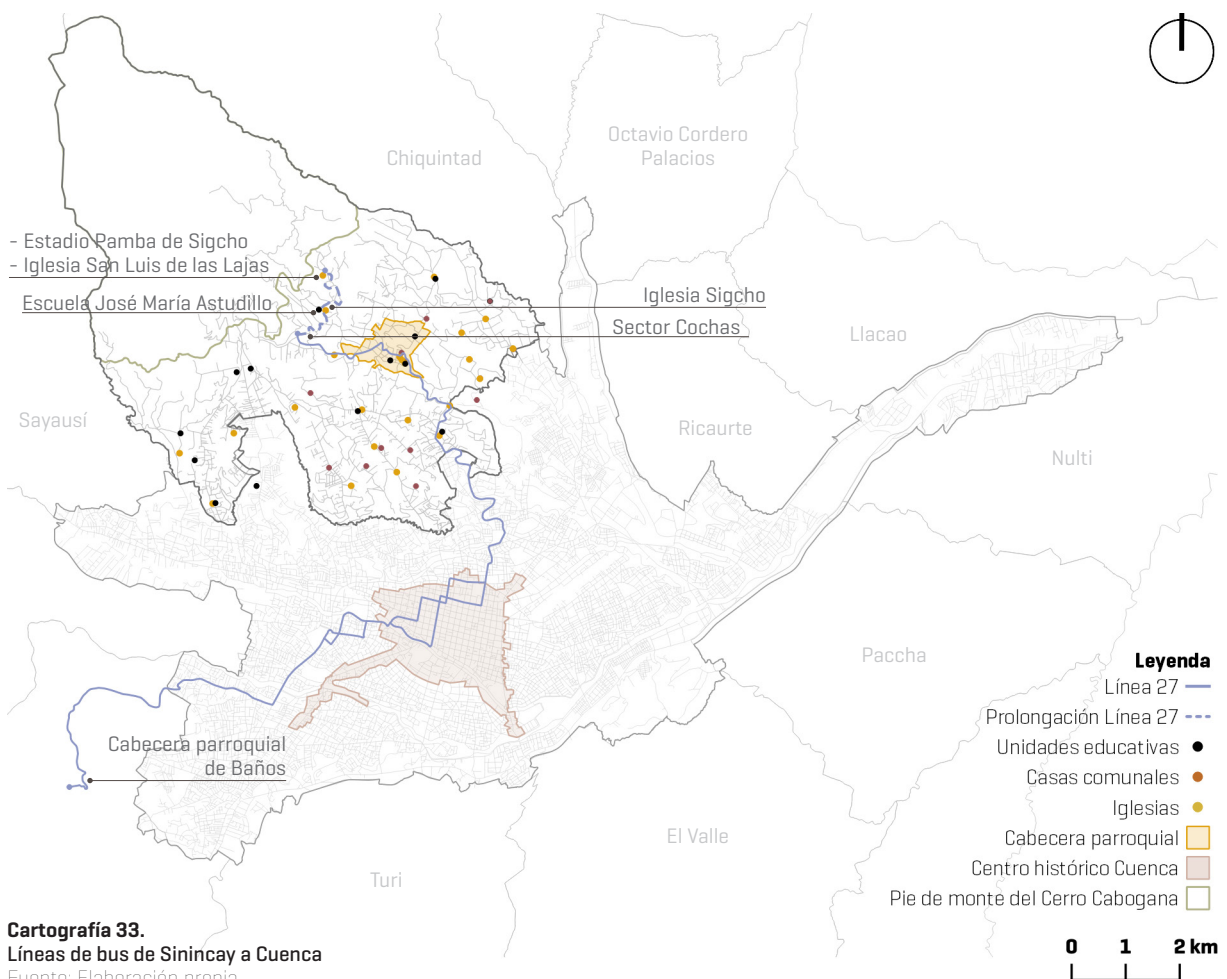 Octavio Cordero
Palacios
Chiquintad
- Estadio Pamba de Sigcho
- Iglesia San Luis de las Lajas
Escuela José María Astudillo
Iglesia Sigcho
Sector Cochas
Llacao
Sayausí
Ricaurte
Nulti
Paccha
Cabecera parroquial
de Baños
El Valle
Turi
Leyenda
Línea 27
Prolongación Línea 27
Unidades educativas
Casas comunales
Iglesias
Cabecera parroquial
Centro histórico Cuenca
Pie de monte del Cerro Cabogana
Cartografía 33.
Líneas de bus de Sinincay a Cuenca
Fuente: Elaboración propia
0 1 2 km